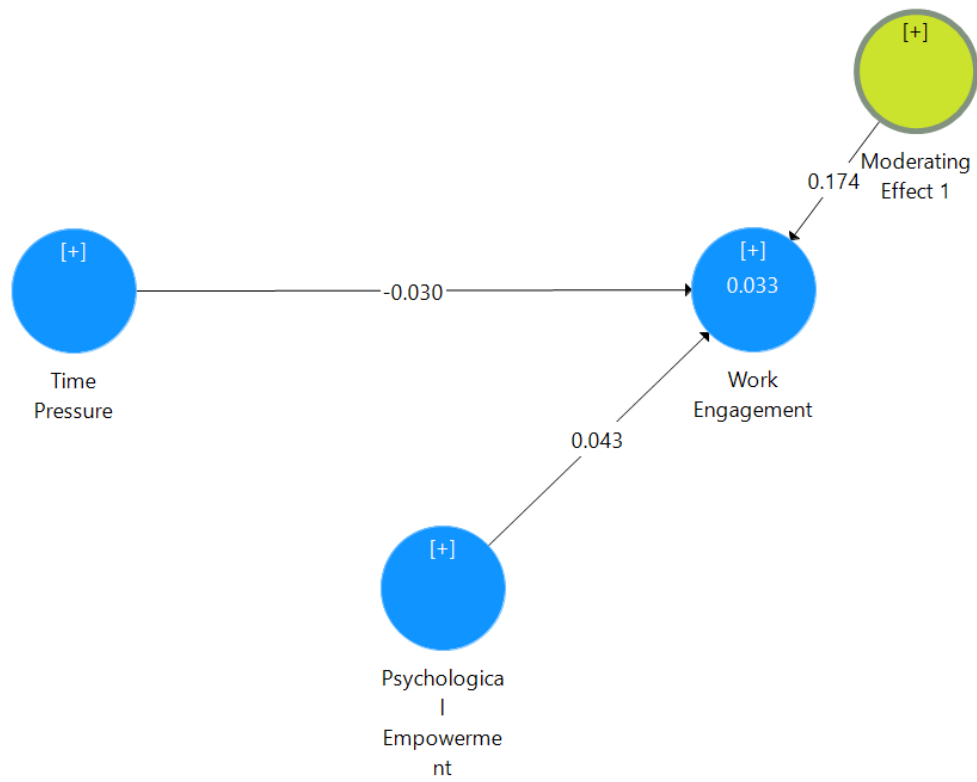 [+]
Moderating
Effect 1
0.174
[+]
Time
Pressure
-0.030
[+]
0.033
Work
Engagement
0.043
[+]
Psychologica
l
Empowerme
nt